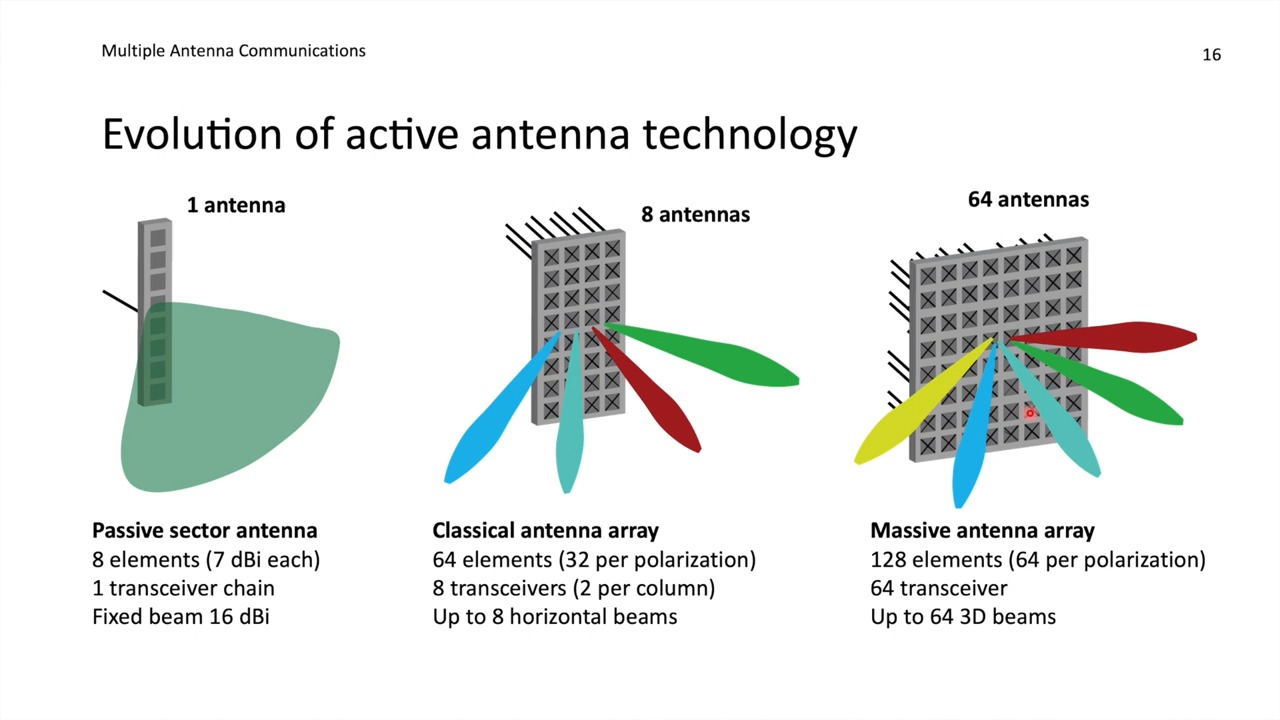 Multiple Antenna Communications
16
Evolution of active antenna technology
1 antenna
8 antennas
64 antennas
Passive sector antenna
8 elements (7 dBi each)
1 transceiver chain
Fixed beam 16 dBi
Classical antenna array
64 elements (32 per polarization)
8 transceivers (2 per column)
Up to 8 horizontal beams
Massive antenna array
128 elements (64 per polarization)
64 transceiver
Up to 64 3D beams